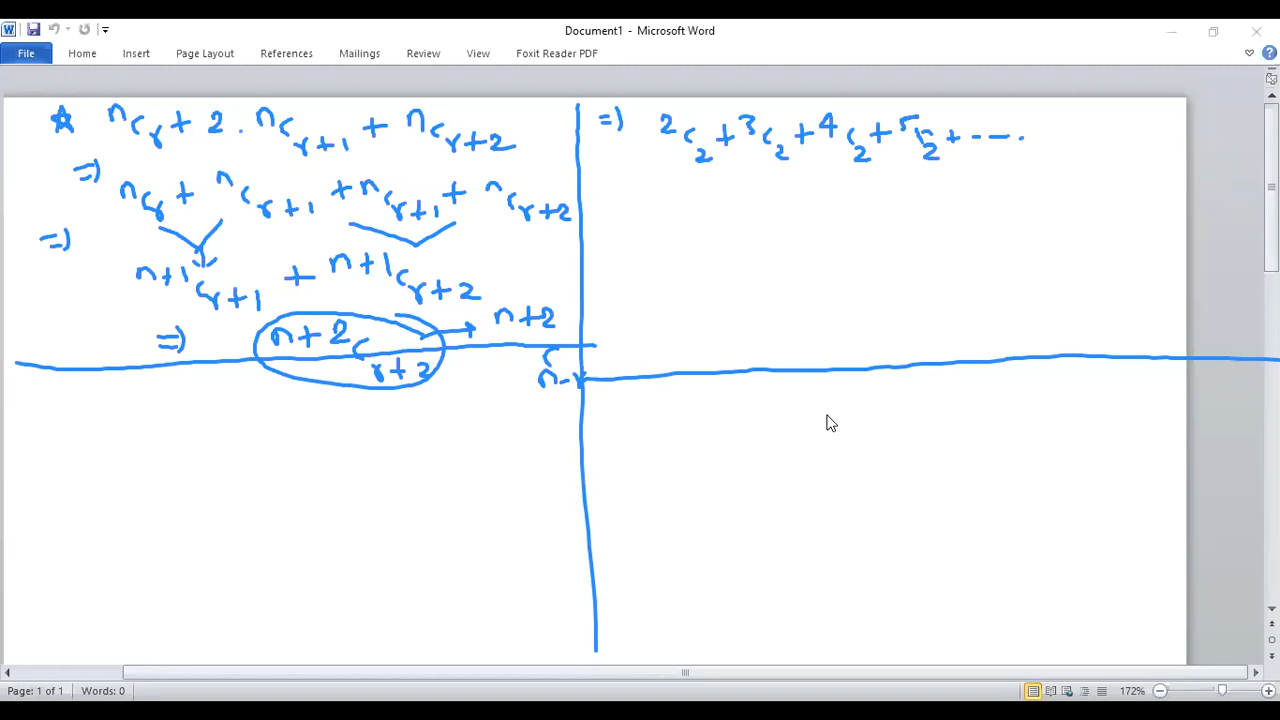 Document1 - Microsoft Word
File Home Insert Page Layout References Mailings Review View Foxit Reader PDF
☆ ⁿCᵣ + 2 . ⁿCᵣ₊₁ + ⁿCᵣ₊₂
=) ⁿCᵣ + ⁿCᵣ₊₁ + ⁿCᵣ₊₁ + ⁿCᵣ₊₂
=) ⁿ⁺¹Cᵣ₊₁ + ⁿ⁺¹Cᵣ₊₂
=) ⁿ⁺²Cᵣ₊₂ → ⁿ⁺²Cₙ₋ᵣ
=) ²C₂ + ³C₂ + ⁴C₂ + ⁵C₂ + ---.
Page: 1 of 1 Words: 0 172%